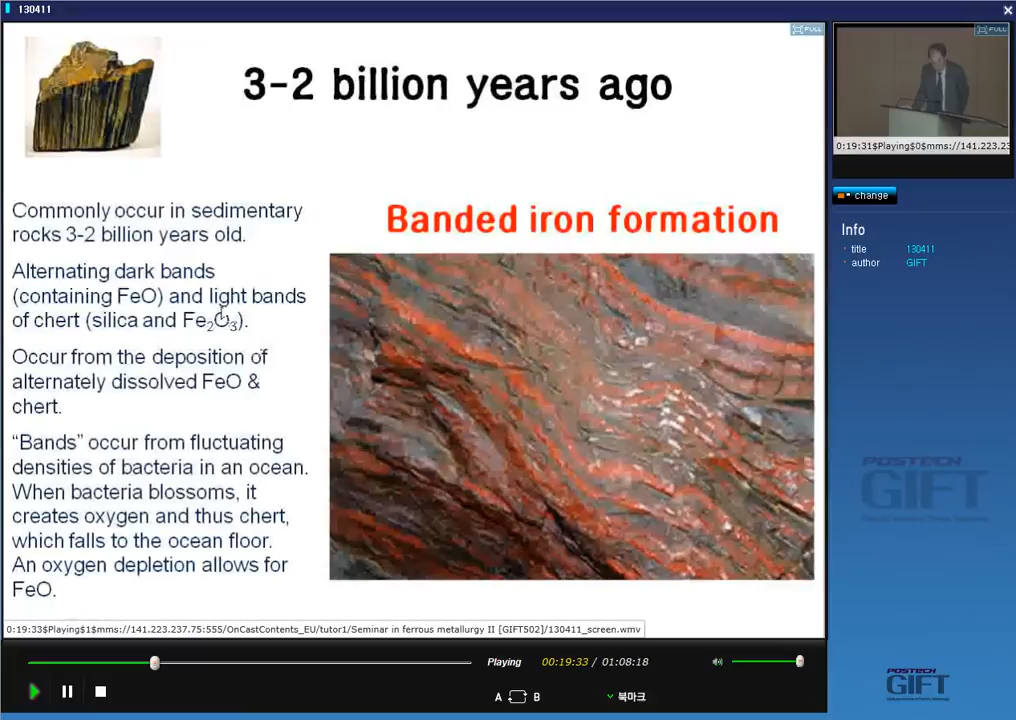 130411
FULL
FULL
3-2 billion years ago
0:19:31$Playing$0$mms://141.223.23
change
Commonly occur in sedimentary
rocks 3-2 billion years old.
Banded iron formation
Info
title 130411
author GIFT
Alternating dark bands
(containing FeO) and light bands
of chert (silica and Fe2O3).
Occur from the deposition of
alternately dissolved FeO &
chert.
“Bands” occur from fluctuating
densities of bacteria in an ocean.
When bacteria blossoms, it
creates oxygen and thus chert,
which falls to the ocean floor.
An oxygen depletion allows for
FeO.
POSTECH
GIFT
0:19:33$Playing$1$mms://141.223.237.75:555/OnCastContents_EU/tutor1/Seminar in ferrous metallurgy II [GIFT502]/130411_screen.wmv
Playing 00:19:33 / 01:08:18
A B 북마크
POSTECH
GIFT